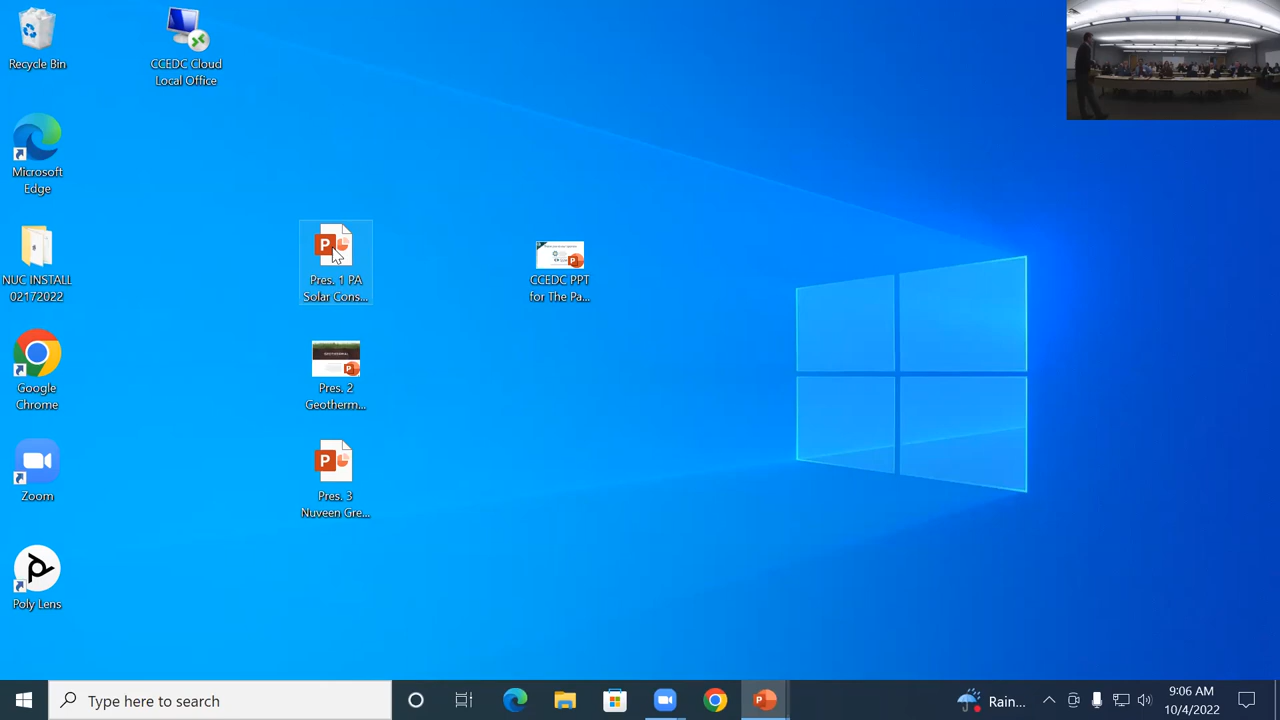 Recycle Bin
CCEDC Cloud
Local Office
Microsoft
Edge
NUC INSTALL
02172022
Pres. 1 PA
Solar Cons...
CCEDC PPT
for The Pa...
Google
Chrome
GEOTHERMAL
Pres. 2
Geotherm...
Zoom
Pres. 3
Nuveen Gre...
Poly Lens
Type here to search
Rain...
9:06 AM
10/4/2022